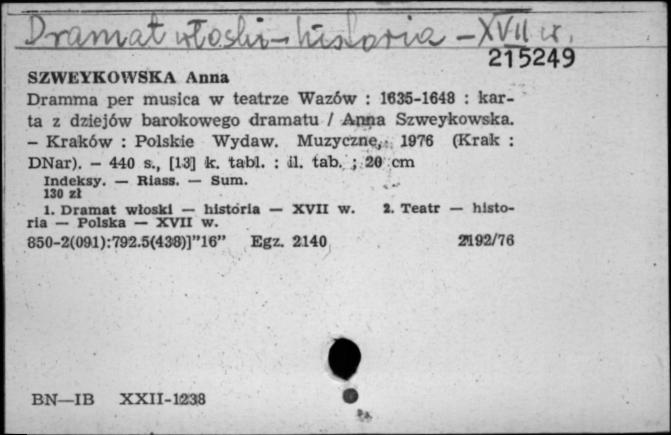 Dramat włoski - historia - XVII w.
215249
SZWEYKOWSKA Anna
Dramma per musica w teatrze Wazów : 1635-1648 : kar-
ta z dziejów barokowego dramatu / Anna Szweykowska.
— Kraków : Polskie Wydaw. Muzyczne, 1976 (Krak :
DNar). — 440 s., [13] k. tabl. : il. tab. ; 20 cm
Indeksy. — Riass. — Sum.
130 zł
1. Dramat włoski — historia — XVII w. 2. Teatr — histo-
ria — Polska — XVII w.
850-2(091):792.5(438)]"16" Egz. 2140 2192/76
BN—IB XXII-1238